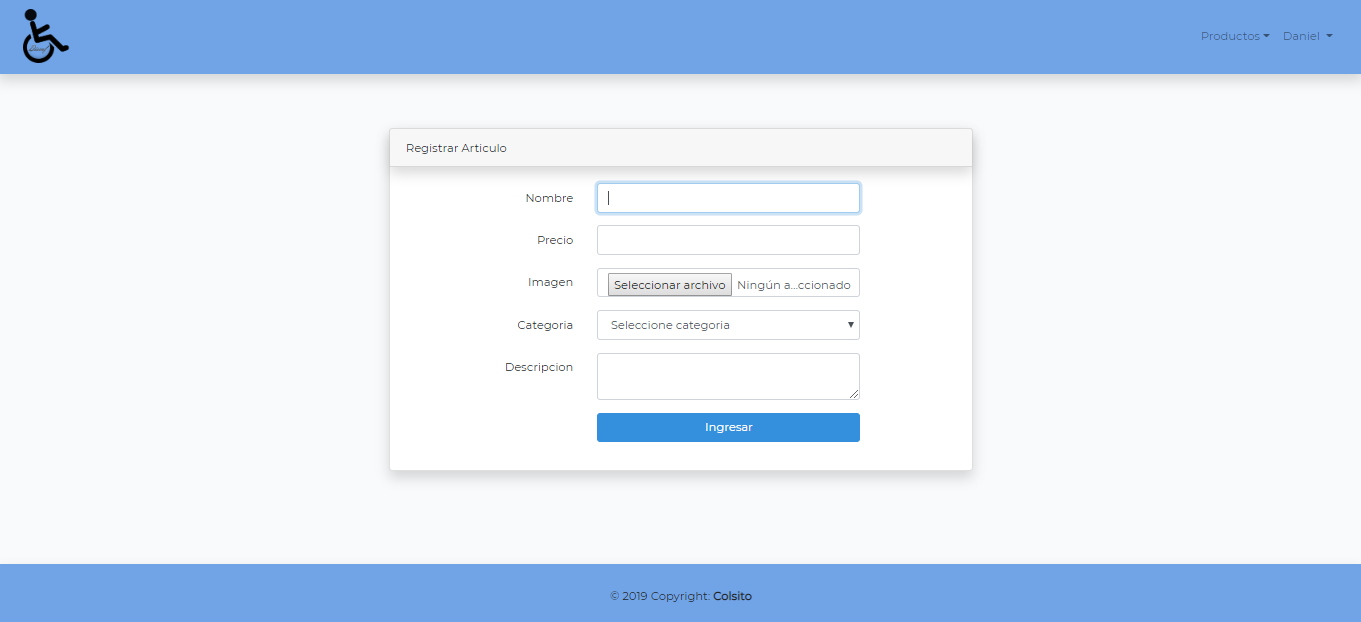 Productos Daniel
Registrar Articulo
Nombre
Precio
Imagen Seleccionar archivo Ningún a...ccionado
Categoria Seleccione categoria
Descripcion
Ingresar
© 2019 Copyright: Colsito